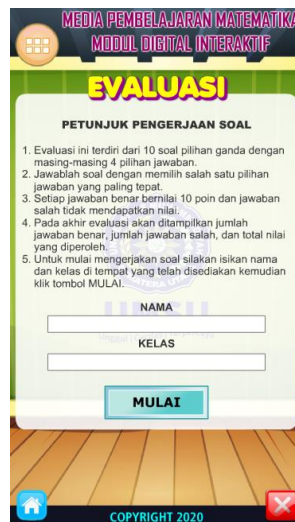 MEDIA PEMBELAJARAN MATEMATIKA
MODUL DIGITAL INTERAKTIF
EVALUASI
PETUNJUK PENGERJAAN SOAL
1. Evaluasi ini terdiri dari 10 soal pilihan ganda dengan
masing-masing 4 pilihan jawaban.
2. Jawablah soal dengan memilih salah satu pilihan
jawaban yang paling tepat.
3. Setiap jawaban benar bernilai 10 poin dan jawaban
salah tidak mendapatkan nilai.
4. Pada akhir evaluasi akan ditampilkan jumlah
jawaban benar, jumlah jawaban salah, dan total nilai
yang diperoleh.
5. Untuk mulai mengerjakan soal silakan isikan nama
dan kelas di tempat yang telah disediakan kemudian
klik tombol MULAI.
NAMA
KELAS
MULAI
COPYRIGHT 2020